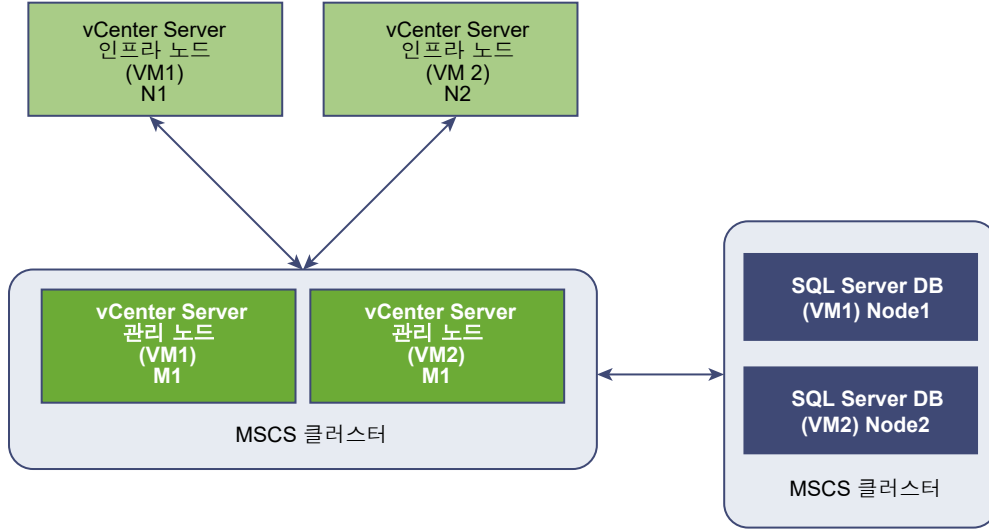 vCenter Server
인프라 노드
(VM1)
N1
vCenter Server
인프라 노드
(VM 2)
N2
vCenter Server
관리 노드
(VM1)
M1
vCenter Server
관리 노드
(VM2)
M1
MSCS 클러스터
SQL Server DB
(VM1) Node1
SQL Server DB
(VM2) Node2
MSCS 클러스터